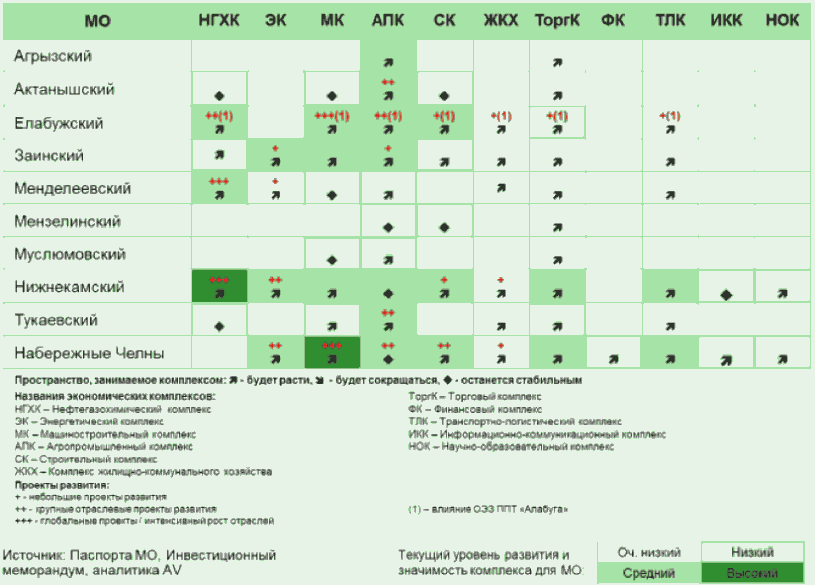 МО НГХК ЭК МК АПК СК ЖКХ ТоргК ФК ТЛК ИКК НОК
Агрызский
Актанышский ++
Елабужский ++(1) +++(1) ++(1) +(1) +(1) +(1) +(1)
Заинский + +
Менделеевский +++ +
Мензелинский
Муслюмовский
Нижнекамский +++ ++ + +
Тукаевский ++
Набережные Челны ++ +++ ++ ++ +
Пространство, занимаемое комплексом: - будет расти, - будет сокращаться, - останется стабильным
Названия экономических комплексов:
НГХК – Нефтегазохимический комплекс
ЭК – Энергетический комплекс
МК – Машиностроительный комплекс
АПК – Агропромышленный комплекс
СК – Строительный комплекс
ЖКХ – Комплекс жилищно-коммунального хозяйства
ТоргК – Торговый комплекс
ФК – Финансовый комплекс
ТЛК – Транспортно-логистический комплекс
ИКК – Информационно-коммуникационный комплекс
НОК – Научно-образовательный комплекс
Проекты развития:
+ - небольшие проекты развития
++ - крупные отраслевые проекты развития
+++ - глобальные проекты / интенсивный рост отраслей
(1) – влияние ОЭЗ ППТ «Алабуга»
Источник: Паспорта МО, Инвестиционный
меморандум, аналитика AV
Текущий уровень развития и
значимость комплекса для МО:
Оч. низкий Низкий
Средний Высокий